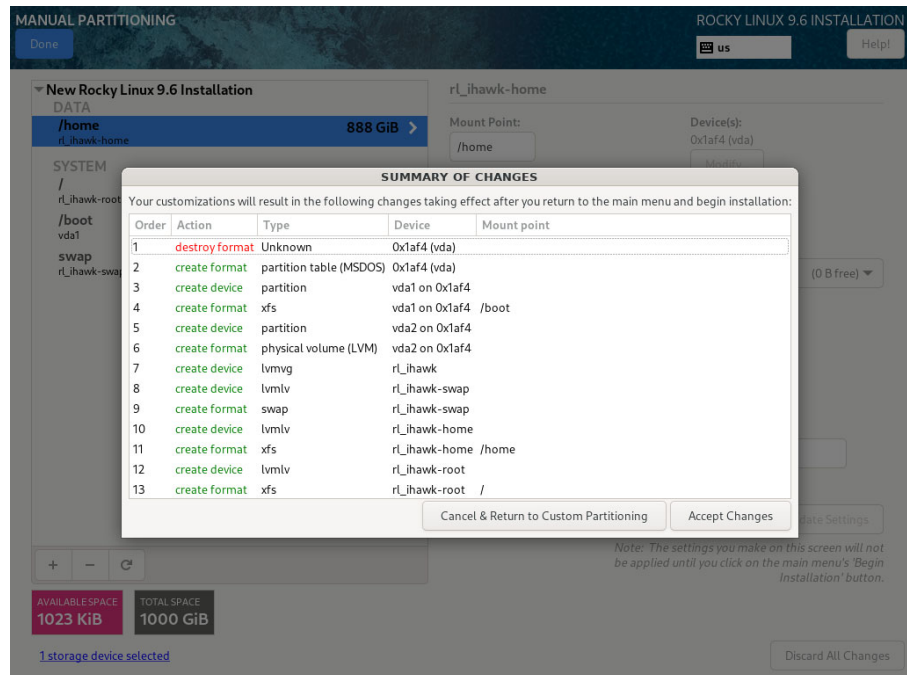 MANUAL PARTITIONING
ROCKY LINUX 9.6 INSTALLATION
Done
us
Help!
New Rocky Linux 9.6 Installation
DATA
/home
888 GiB
rl_ihawk-home
SYSTEM
/
rl_ihawk-root
/boot
vda1
swap
rl_ihawk-swap
rl_ihawk-home
Mount Point:
Device(s):
/home
0x1af4 (vda)
Modify...
SUMMARY OF CHANGES
Your customizations will result in the following changes taking effect after you return to the main menu and begin installation:
Order Action Type Device Mount point
1 destroy format Unknown 0x1af4 (vda)
2 create format partition table (MSDOS) 0x1af4 (vda)
3 create device partition vda1 on 0x1af4
4 create format xfs vda1 on 0x1af4 /boot
5 create device partition vda2 on 0x1af4
6 create format physical volume (LVM) vda2 on 0x1af4
7 create device lvmvg rl_ihawk
8 create device lvmlv rl_ihawk-swap
9 create format swap rl_ihawk-swap
10 create device lvmlv rl_ihawk-home
11 create format xfs rl_ihawk-home /home
12 create device lvmlv rl_ihawk-root
13 create format xfs rl_ihawk-root /
Cancel & Return to Custom Partitioning
Accept Changes
(0 B free)
Settings
Note: The settings you make on this screen will not
be applied until you click on the main menu's 'Begin
Installation' button.
+ −
AVAILABLE SPACE
1023 KiB
TOTAL SPACE
1000 GiB
1 storage device selected
Discard All Changes